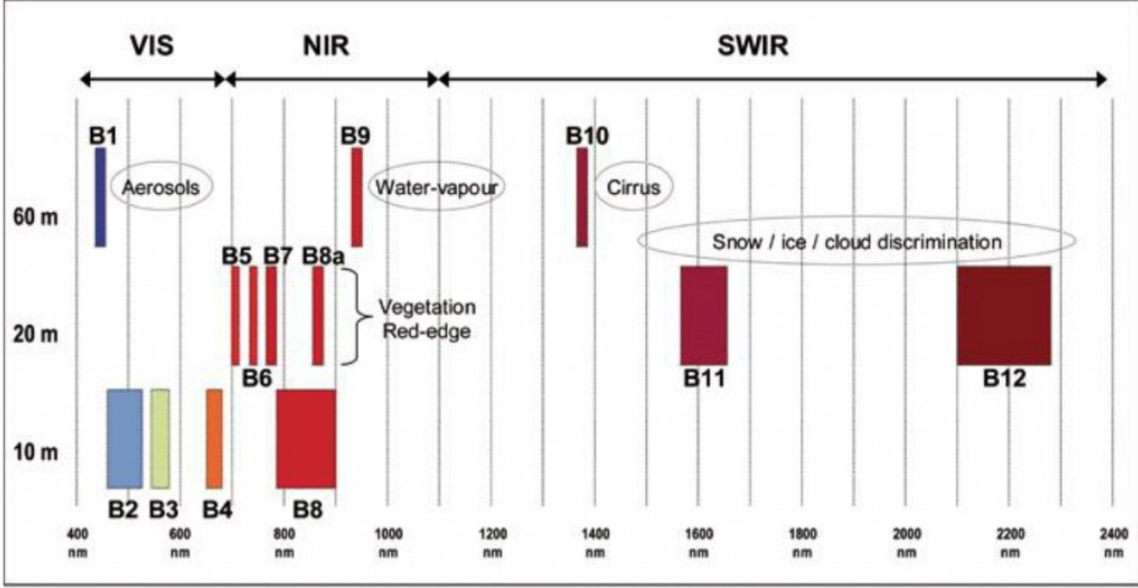 VIS NIR SWIR
B1 B9 B10
Aerosols Water-vapour Cirrus
60 m
Snow / ice / cloud discrimination
B5 B7 B8a
Vegetation
Red-edge
20 m
B6 B11 B12
10 m
B2 B3 B4 B8
400 600 800 1000 1200 1400 1600 1800 2000 2200 2400
nm nm nm nm nm nm nm nm nm nm nm